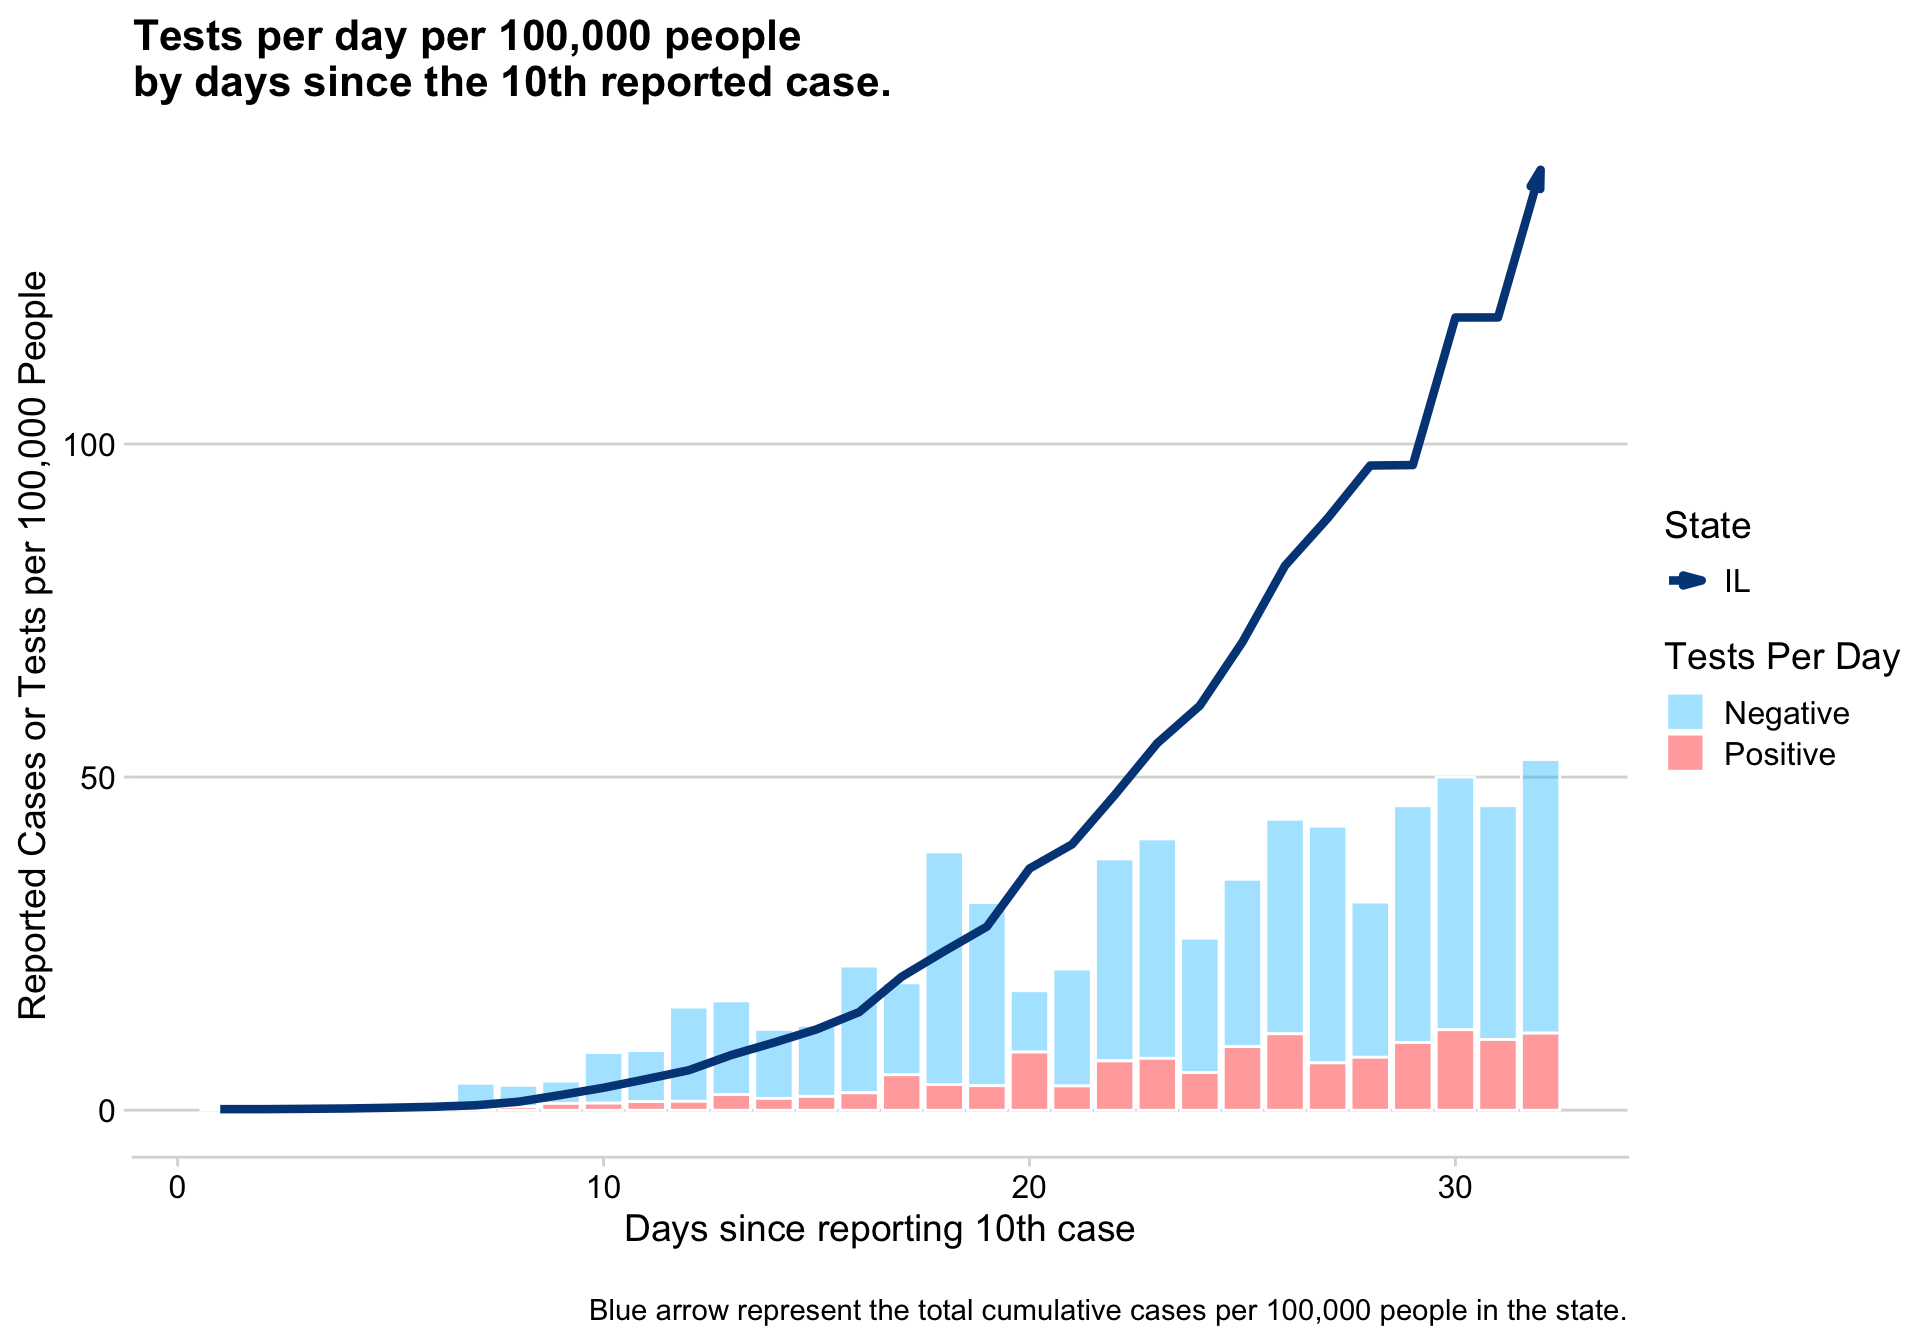 Tests per day per 100,000 people
by days since the 10th reported case.
Reported Cases or Tests per 100,000 People
100
50
0
0
10
20
30
Days since reporting 10th case
State
IL
Tests Per Day
Negative
Positive
Blue arrow represent the total cumulative cases per 100,000 people in the state.